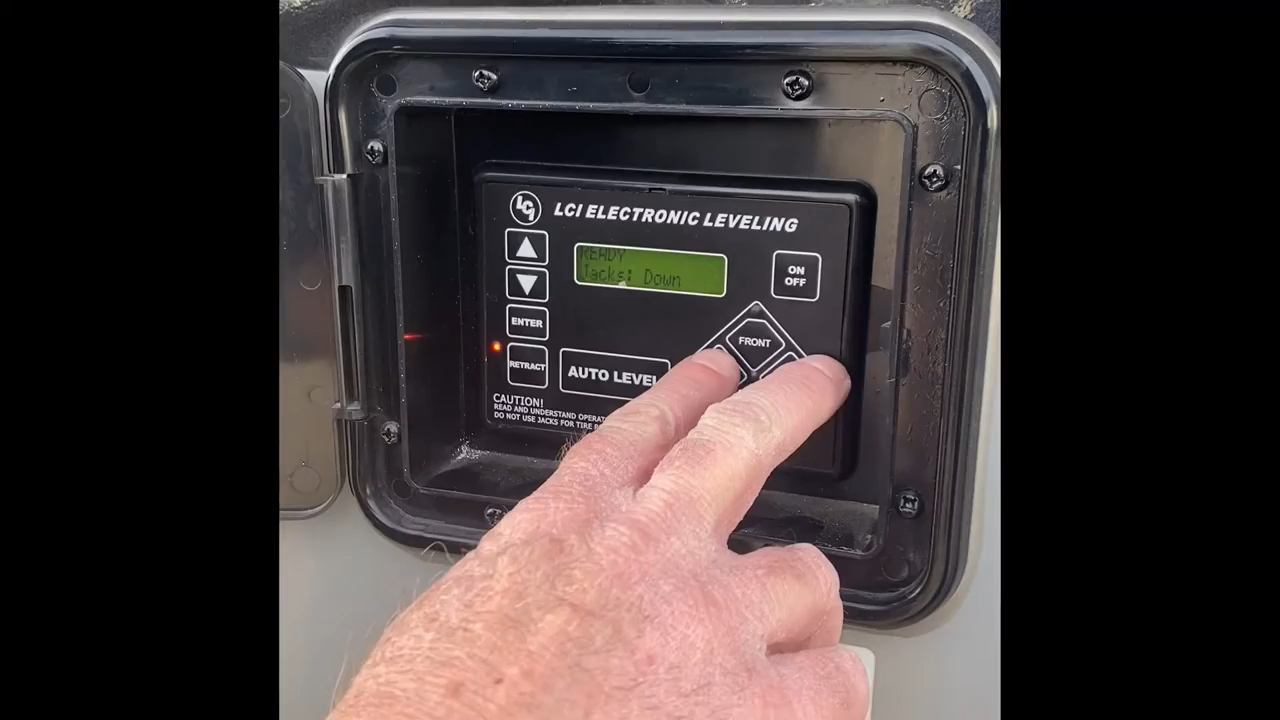 LCI
LCI ELECTRONIC LEVELING
READY
Jacks: Down
ON
OFF
ENTER
FRONT
RETRACT
AUTO LEVEL
CAUTION!
READ AND UNDERSTAND
DO NOT USE JACKS FOR TIRE